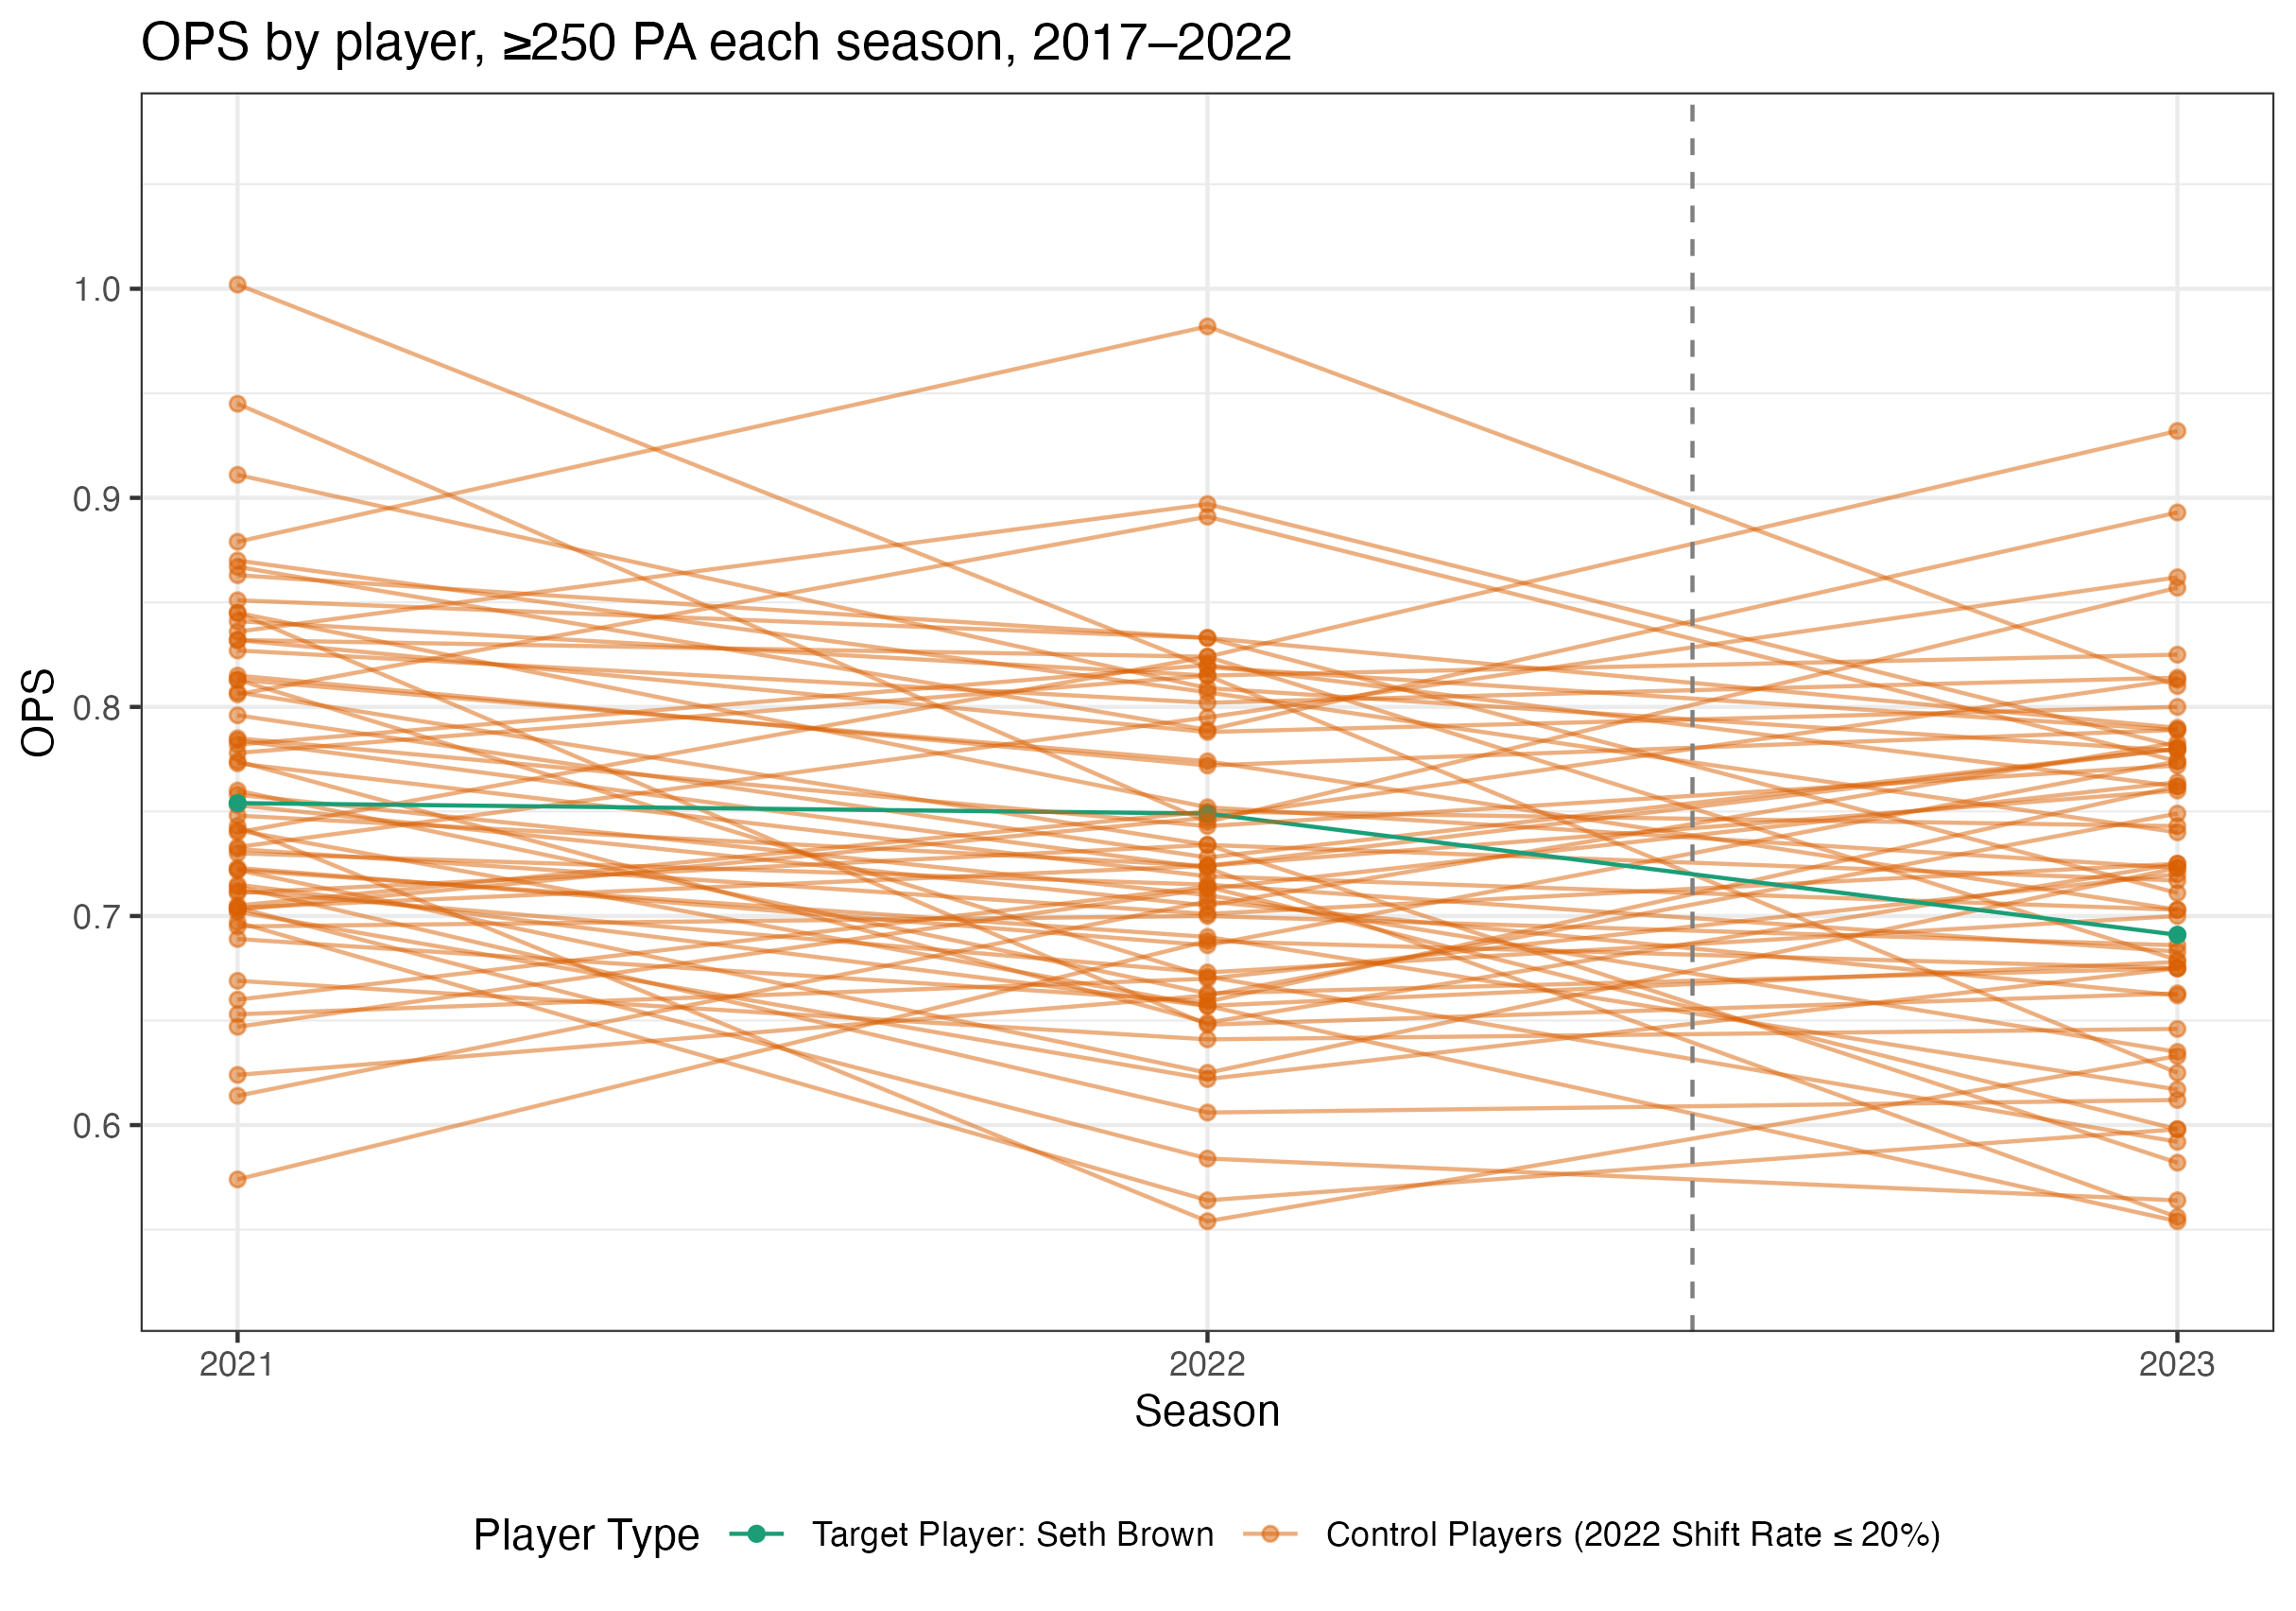 OPS by player, ≥250 PA each season, 2017–2022
OPS
1.0
0.9
0.8
0.7
0.6
2021 2022 2023
Season
Player Type Target Player: Seth Brown Control Players (2022 Shift Rate ≤ 20%)